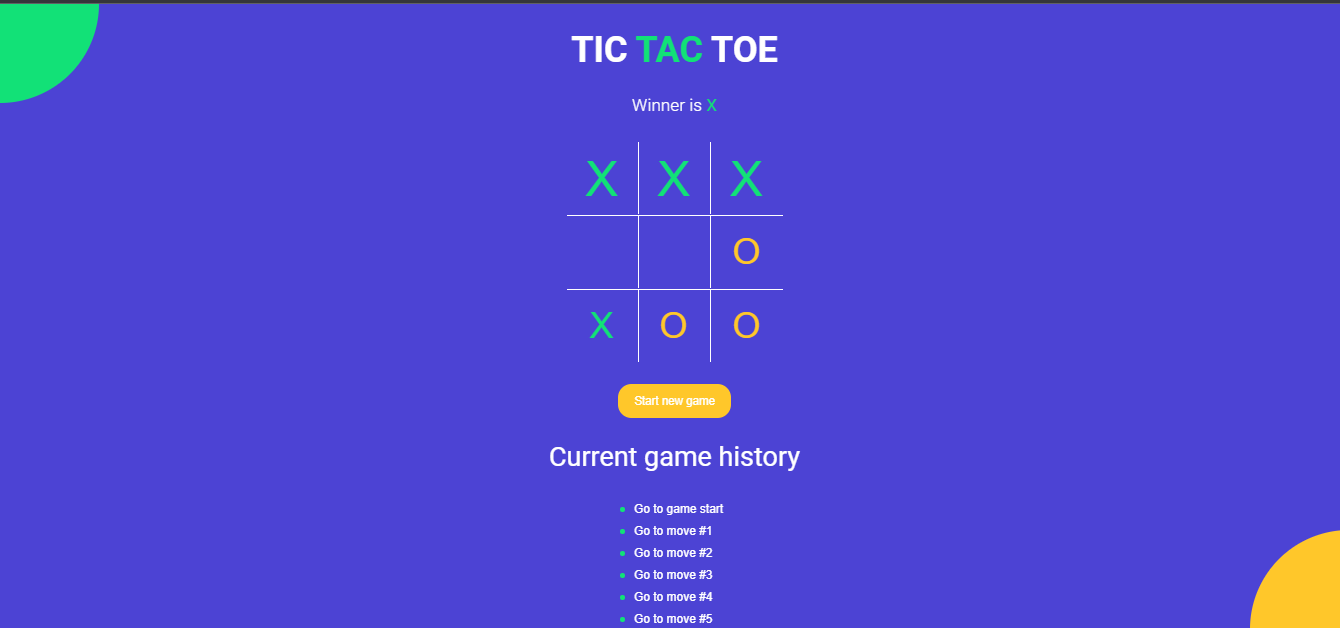 TIC TAC TOE
Winner is X
X X X
O
X O O
Start new game
Current game history
Go to game start
Go to move #1
Go to move #2
Go to move #3
Go to move #4
Go to move #5